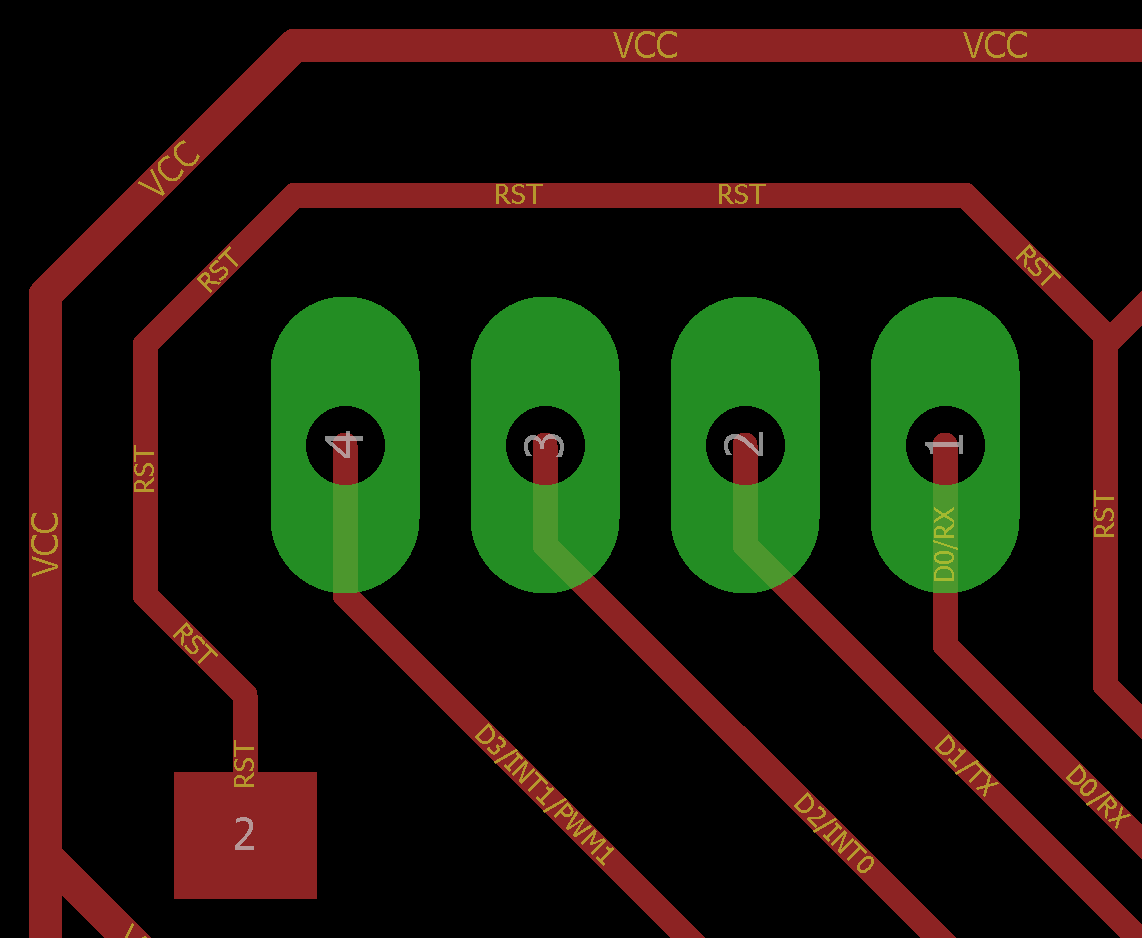 VCC VCC
VCC
RST RST
RST RST
4 3 2 1
RST
RST
VCC
D0/RX
RST
RST
D3/INT1/PWM1
D1/TX
D0/RX
D2/INT0
2